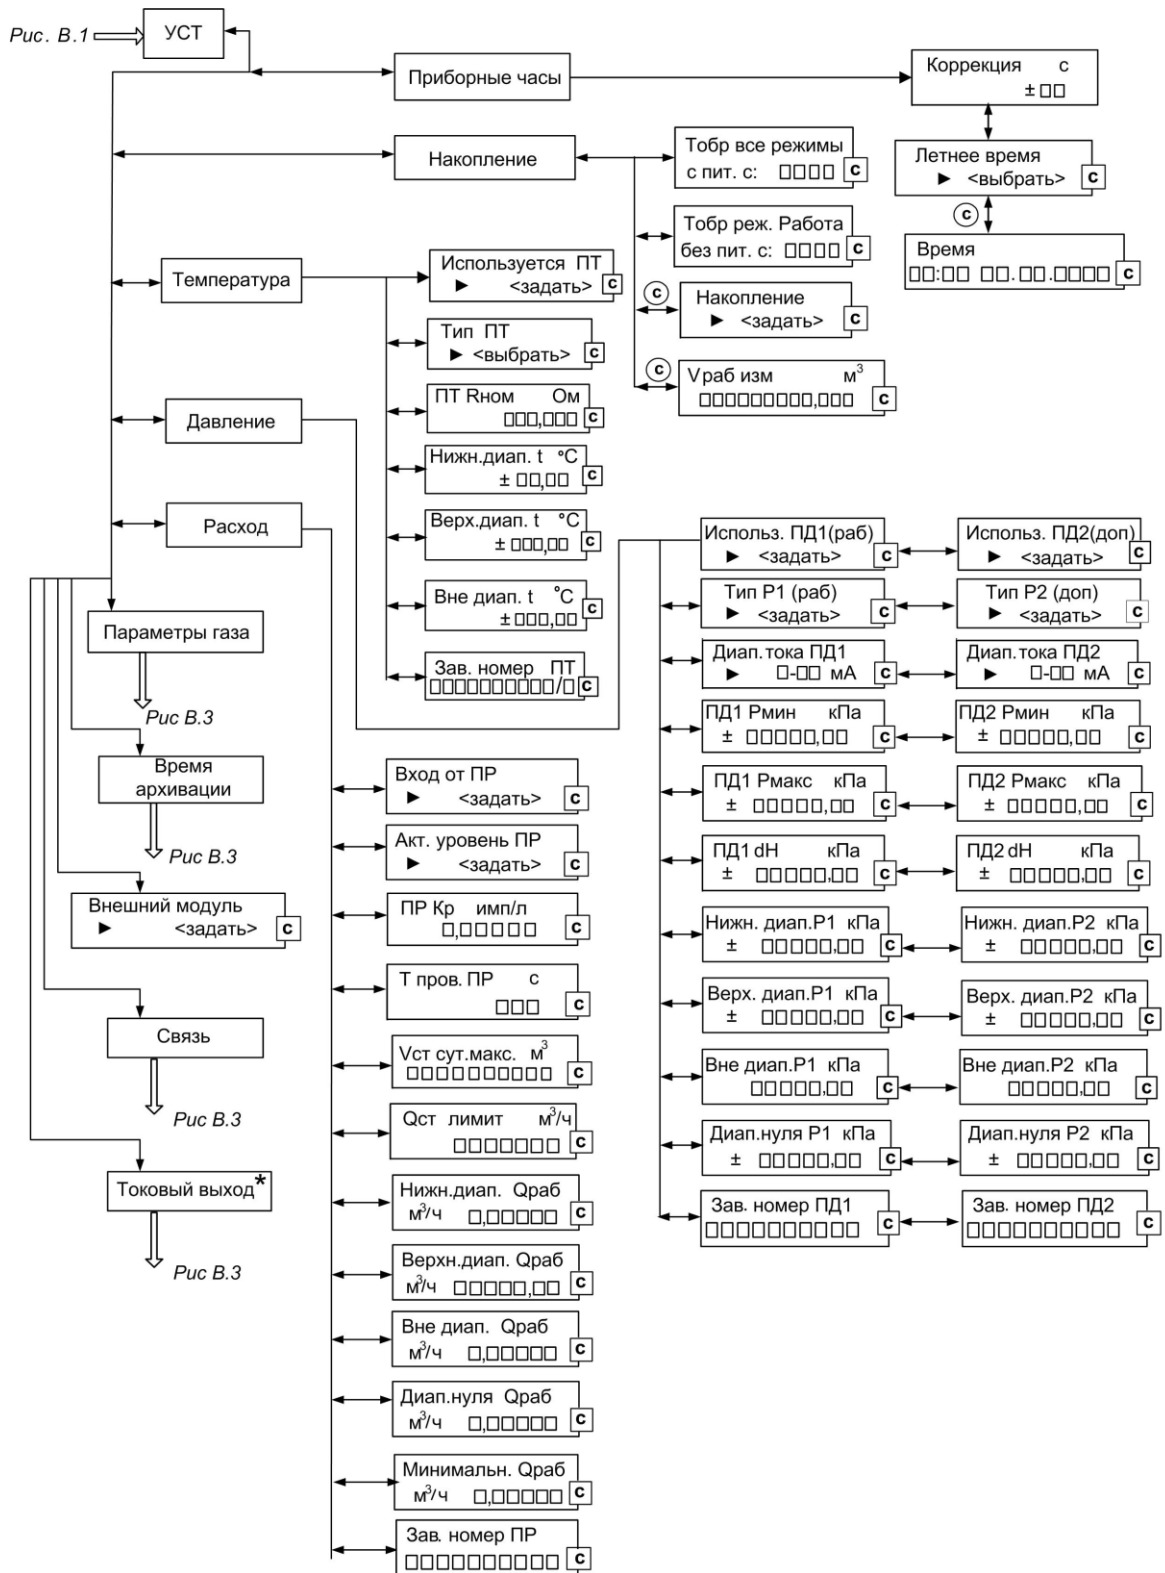 Рис. В.1
УСТ
Приборные часы
Коррекция с
± □□
Летнее время
► <выбрать> с
с
Время
□□:□□ □□.□□.□□□□ с
Накопление
Тобр все режимы
с пит. с: □□□□ с
Тобр реж. Работа
без пит. с: □□□□ с
с
Накопление
► <задать> с
с
Vраб изм м³
□□□□□□□□□,□□□ с
Температура
Используется ПТ
► <задать> с
Тип ПТ
► <выбрать> с
ПТ Rном Ом
□□□,□□□ с
Нижн.диап. t °С
± □□,□□ с
Верх.диап. t °С
± □□□,□□ с
Вне диап. t °С
± □□□,□□ с
Зав. номер ПТ
□□□□□□□□□□/□ с
Давление
Использ. ПД1(раб)
► <задать> с
Использ. ПД2(доп)
► <задать> с
Тип Р1 (раб)
► <задать> с
Тип Р2 (доп)
► <задать> с
Диап.тока ПД1
► □-□□ мА с
Диап.тока ПД2
► □-□□ мА с
ПД1 Рмин кПа
± □□□□□,□□ с
ПД2 Рмин кПа
± □□□□□,□□ с
ПД1 Рмакс кПа
± □□□□□,□□ с
ПД2 Рмакс кПа
± □□□□□,□□ с
ПД1 dH кПа
± □□□□□,□□ с
ПД2 dH кПа
± □□□□□,□□ с
Нижн. диап.Р1 кПа
± □□□□□,□□ с
Нижн. диап.Р2 кПа
± □□□□□,□□ с
Верх. диап.Р1 кПа
± □□□□□,□□ с
Верх. диап.Р2 кПа
± □□□□□,□□ с
Вне диап.Р1 кПа
□□□□□,□□ с
Вне диап.Р2 кПа
□□□□□,□□ с
Диап.нуля Р1 кПа
± □□□□□,□□ с
Диап.нуля Р2 кПа
± □□□□□,□□ с
Зав. номер ПД1
□□□□□□□□□□ с
Зав. номер ПД2
□□□□□□□□□□ с
Расход
Вход от ПР
► <задать> с
Акт. уровень ПР
► <задать> с
ПР Кр имп/л
□,□□□□□ с
Т пров. ПР с
□□□ с
Vст сут.макс. м³
□□□□□□□□□□ с
Qст лимит м³/ч
□□□□□□□ с
Нижн.диап. Qраб
м³/ч □,□□□□□ с
Верхн.диап. Qраб
м³/ч □□□□□,□□ с
Вне диап. Qраб
м³/ч □,□□□□□ с
Диап.нуля Qраб
м³/ч □,□□□□□ с
Минимальн. Qраб
м³/ч □,□□□□□ с
Зав. номер ПР
□□□□□□□□□□ с
Параметры газа
Рис В.3
Время
архивации
Рис В.3
Внешний модуль
► <задать> с
Связь
Рис В.3
Токовый выход*
Рис В.3